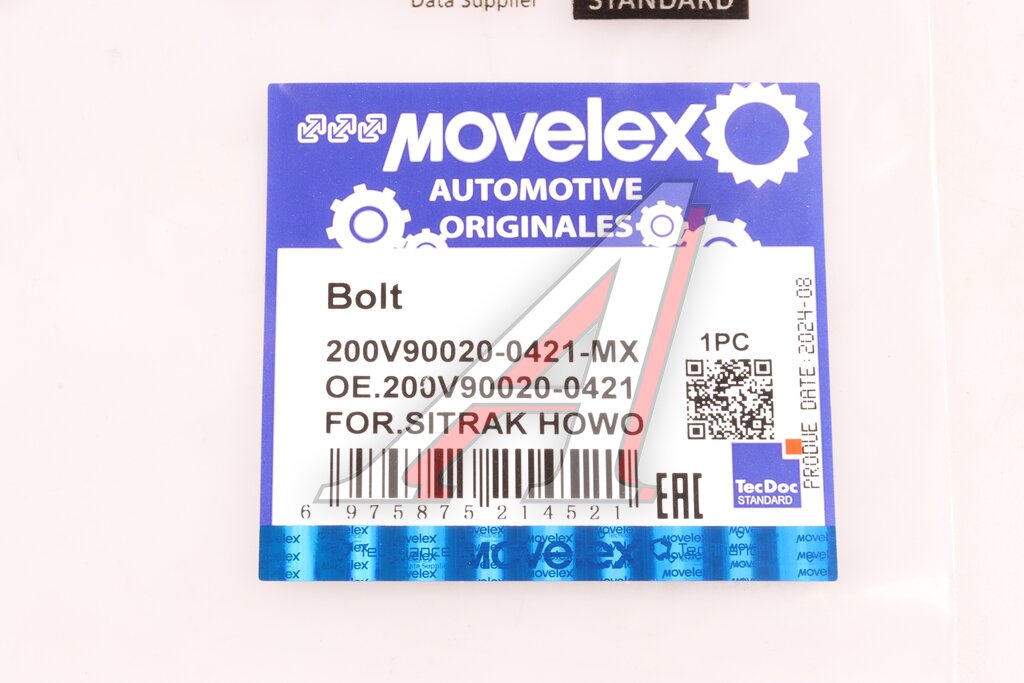 Data Supplier
STANDARD
MOVELEX
AUTOMOTIVE
ORIGINALES
Bolt
200V90020-0421-MX
OE.200V90020-0421
FOR.SITRAK HOWO
1PC
PRODUE DATE:2024-08
TecDoc
STANDARD
EAC
6 975875 214521
movelex